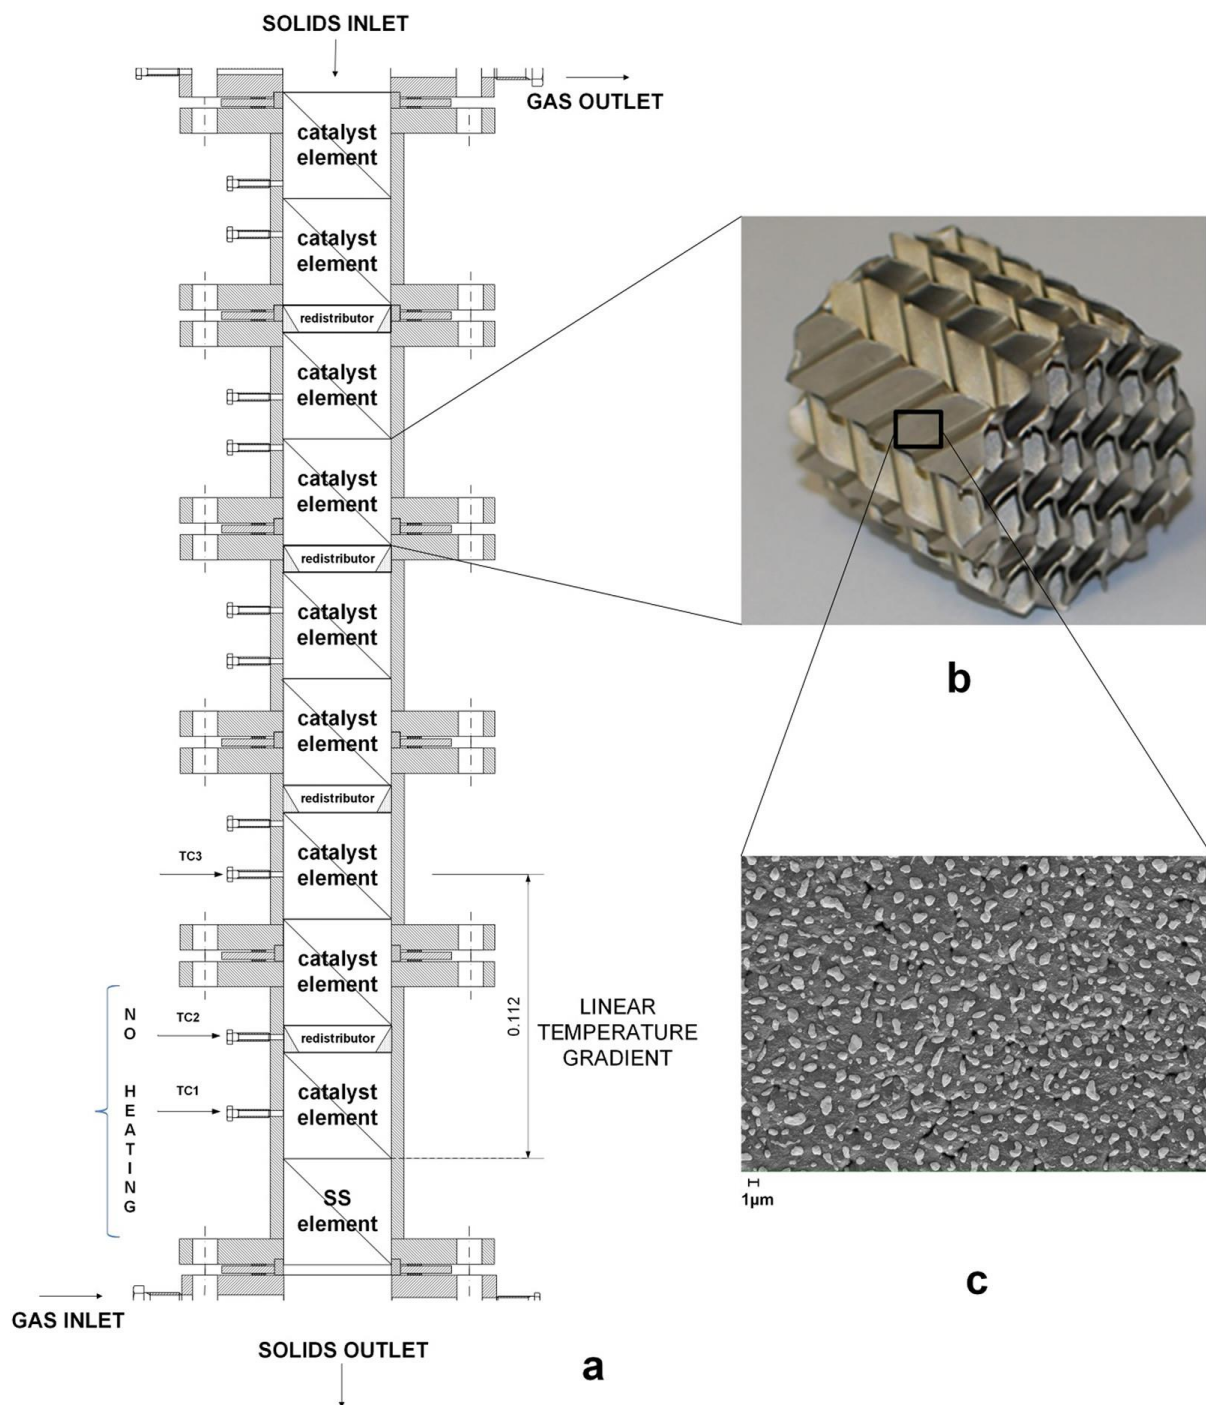 SOLIDS INLET
GAS OUTLET
catalyst
element
catalyst
element
redistributor
catalyst
element
catalyst
element
redistributor
catalyst
element
catalyst
element
redistributor
catalyst
element
TC3
catalyst
element
0.112
LINEAR
TEMPERATURE
GRADIENT
NO HEATING
TC2
redistributor
TC1
catalyst
element
SS
element
GAS INLET
SOLIDS OUTLET
a
b
1µm
c